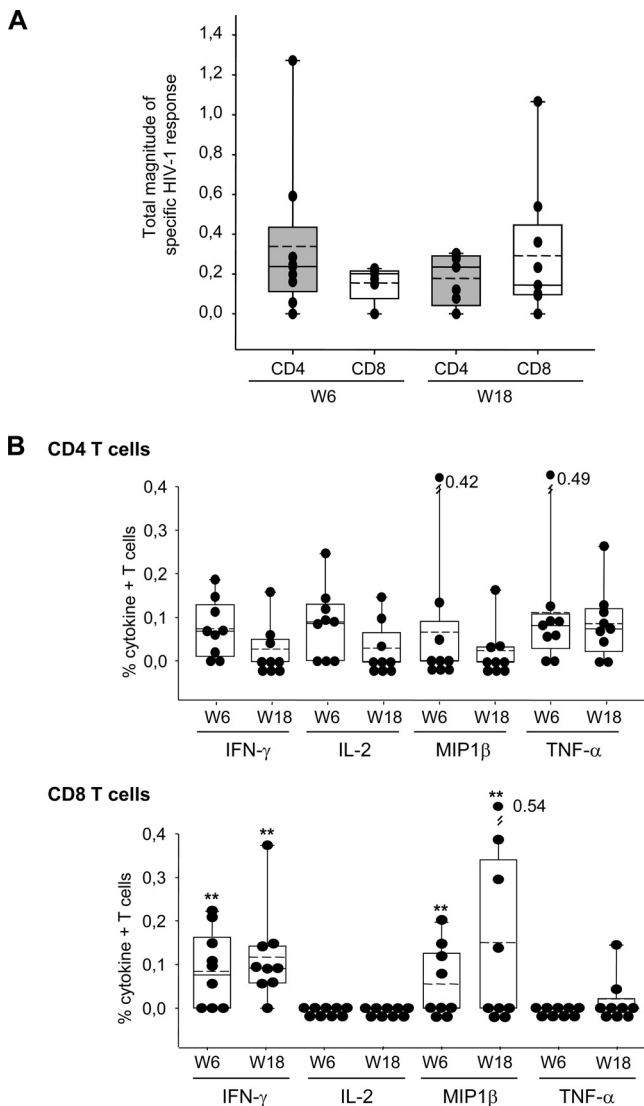 A
Total magnitude of
specific HIV-1 response
1,4
1,2
1,0
0,8
0,6
0,4
0,2
0,0
CD4 CD8 CD4 CD8
W6 W18
B CD4 T cells
% cytokine + T cells
0,4
0,3
0,2
0,1
0,0
0.42
0.49
W6 W18 W6 W18 W6 W18 W6 W18
IFN-γ IL-2 MIP1β TNF-α
CD8 T cells
% cytokine + T cells
0,4
0,3
0,2
0,1
0,0
**
**
**
**
0.54
W6 W18 W6 W18 W6 W18 W6 W18
IFN-γ IL-2 MIP1β TNF-α